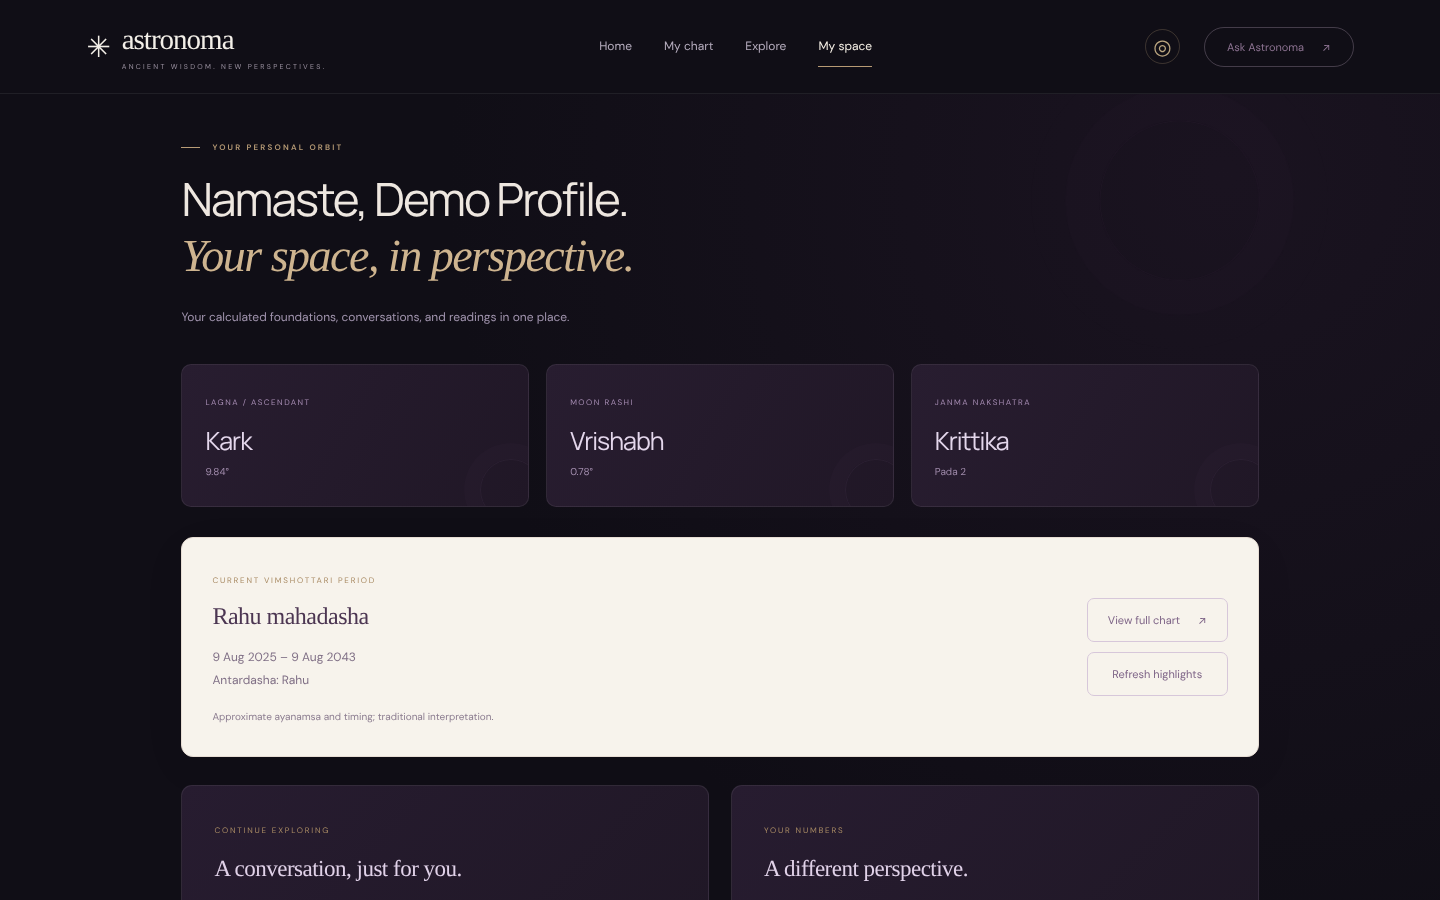 astronoma
ANCIENT WISDOM. NEW PERSPECTIVES.
Home
My chart
Explore
My space
Ask Astronoma ↗
YOUR PERSONAL ORBIT
Namaste, Demo Profile.
Your space, in perspective.
Your calculated foundations, conversations, and readings in one place.
LAGNA / ASCENDANT
Kark
9.84°
MOON RASHI
Vrishabh
0.78°
JANMA NAKSHATRA
Krittika
Pada 2
CURRENT VIMSHOTTARI PERIOD
Rahu mahadasha
9 Aug 2025 – 9 Aug 2043
Antardasha: Rahu
Approximate ayanamsa and timing; traditional interpretation.
View full chart ↗
Refresh highlights
CONTINUE EXPLORING
A conversation, just for you.
YOUR NUMBERS
A different perspective.